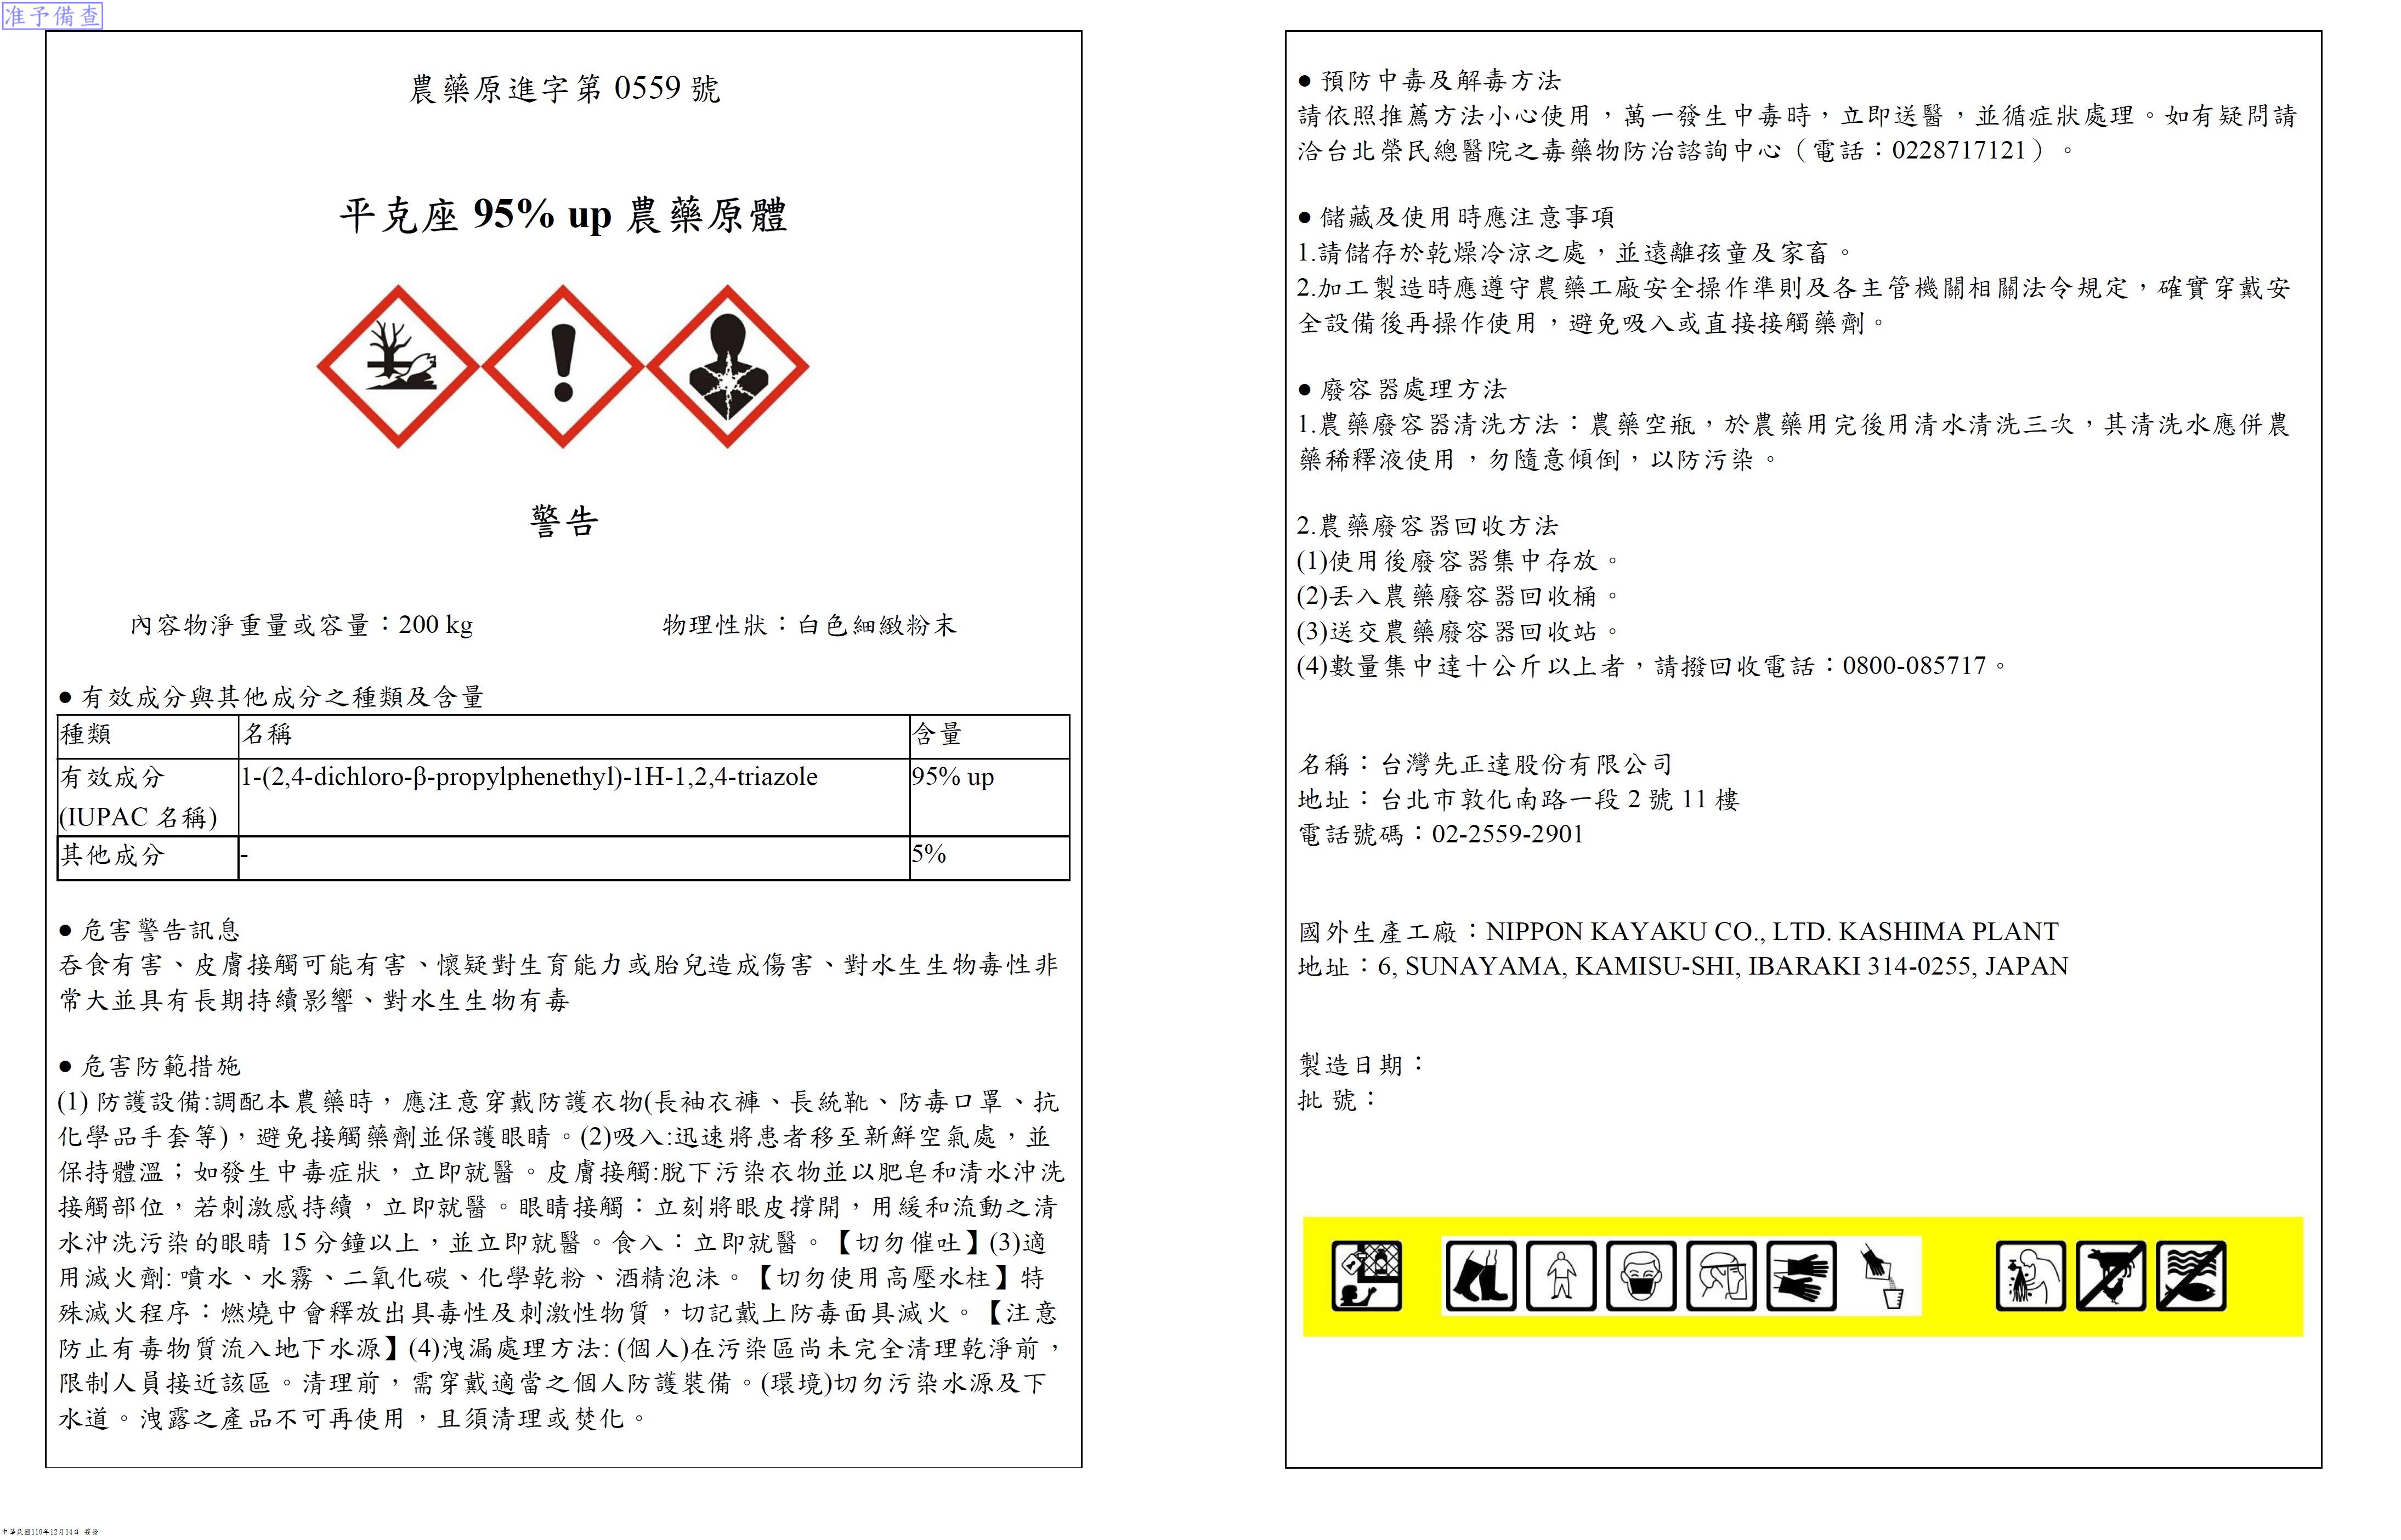 准予備查
農藥原進字第 0559 號
平克座 95% up 農藥原體
警告
內容物淨重量或容量：200 kg 物理性狀：白色細緻粉末
● 有效成分與其他成分之種類及含量
種類 名稱 含量
有效成分 1-(2,4-dichloro-β-propylphenethyl)-1H-1,2,4-triazole 95% up
(IUPAC 名稱)
其他成分 - 5%
● 危害警告訊息
吞食有害、皮膚接觸可能有害、懷疑對生育能力或胎兒造成傷害、對水生生物毒性非
常大並具有長期持續影響、對水生生物有毒
● 危害防範措施
(1) 防護設備:調配本農藥時，應注意穿戴防護衣物(長袖衣褲、長統靴、防毒口罩、抗
化學品手套等)，避免接觸藥劑並保護眼睛。(2)吸入:迅速將患者移至新鮮空氣處，並
保持體溫；如發生中毒症狀，立即就醫。皮膚接觸:脫下污染衣物並以肥皂和清水沖洗
接觸部位，若刺激感持續，立即就醫。眼睛接觸：立刻將眼皮撐開，用緩和流動之清
水沖洗污染的眼睛 15 分鐘以上，並立即就醫。食入：立即就醫。【切勿催吐】(3)適
用滅火劑: 噴水、水霧、二氧化碳、化學乾粉、酒精泡沫。【切勿使用高壓水柱】特
殊滅火程序：燃燒中會釋放出具毒性及刺激性物質，切記戴上防毒面具滅火。【注意
防止有毒物質流入地下水源】(4)洩漏處理方法: (個人)在污染區尚未完全清理乾淨前，
限制人員接近該區。清理前，需穿戴適當之個人防護裝備。(環境)切勿污染水源及下
水道。洩露之產品不可再使用，且須清理或焚化。
● 預防中毒及解毒方法
請依照推薦方法小心使用，萬一發生中毒時，立即送醫，並循症狀處理。如有疑問請
洽台北榮民總醫院之毒藥物防治諮詢中心（電話：0228717121）。
● 儲藏及使用時應注意事項
1.請儲存於乾燥冷涼之處，並遠離孩童及家畜。
2.加工製造時應遵守農藥工廠安全操作準則及各主管機關相關法令規定，確實穿戴安
全設備後再操作使用，避免吸入或直接接觸藥劑。
● 廢容器處理方法
1.農藥廢容器清洗方法：農藥空瓶，於農藥用完後用清水清洗三次，其清洗水應併農
藥稀釋液使用，勿隨意傾倒，以防污染。
2.農藥廢容器回收方法
(1)使用後廢容器集中存放。
(2)丟入農藥廢容器回收桶。
(3)送交農藥廢容器回收站。
(4)數量集中達十公斤以上者，請撥回收電話：0800-085717。
名稱：台灣先正達股份有限公司
地址：台北市敦化南路一段 2 號 11 樓
電話號碼：02-2559-2901
國外生產工廠：NIPPON KAYAKU CO., LTD. KASHIMA PLANT
地址：6, SUNAYAMA, KAMISU-SHI, IBARAKI 314-0255, JAPAN
製造日期：
批 號：
中華民國110年12月14日 簽發